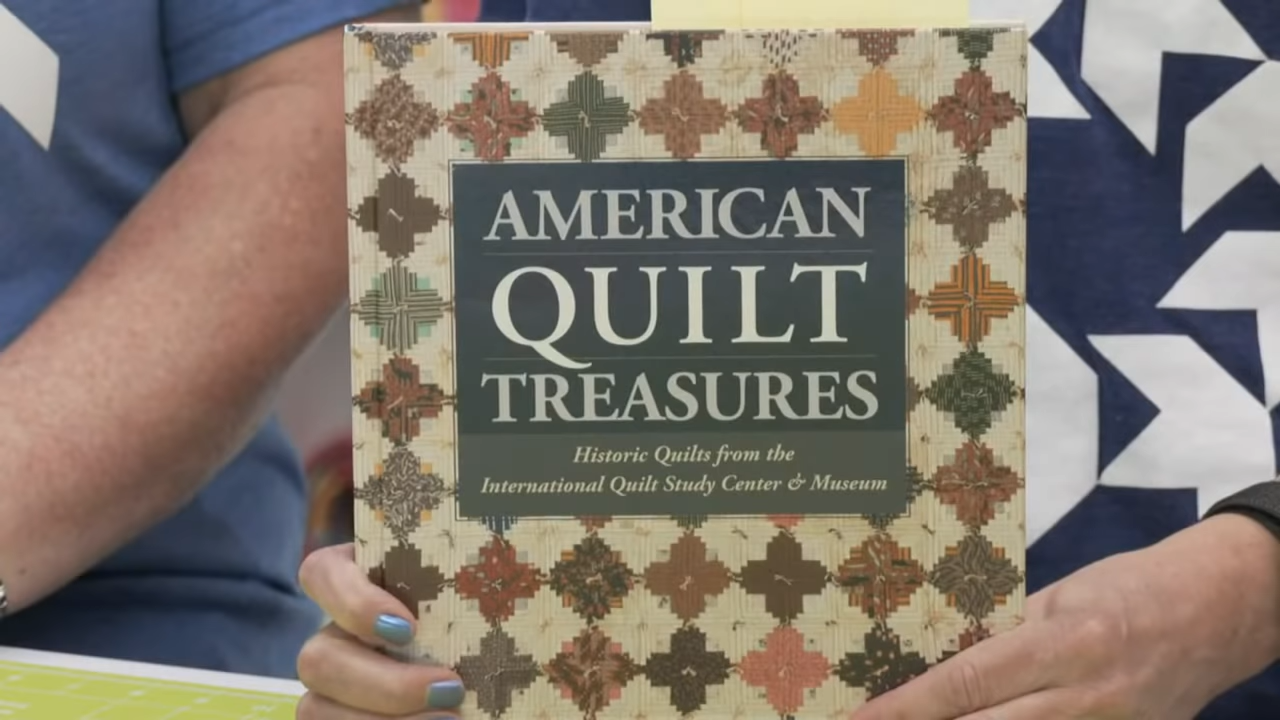 AMERICAN
QUILT
TREASURES
Historic Quilts from the
International Quilt Study Center & Museum